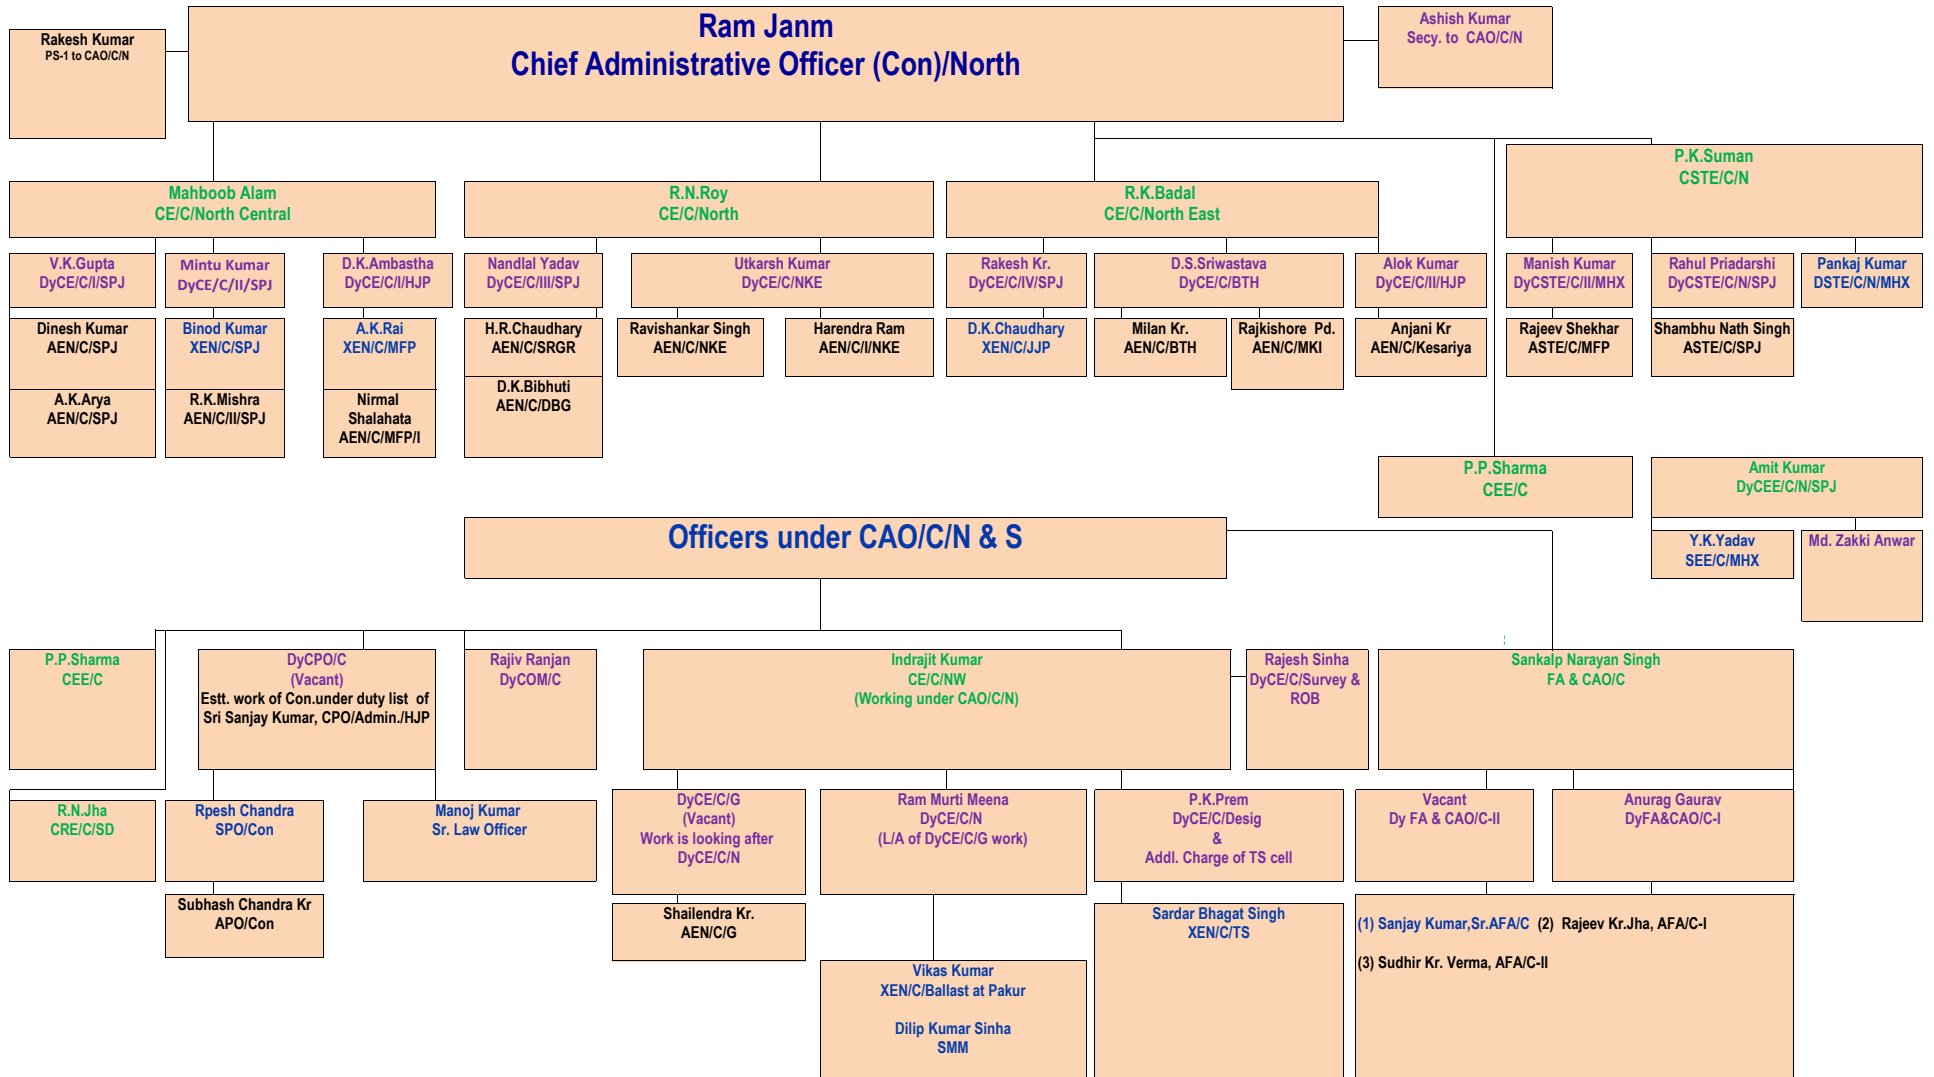 Rakesh Kumar
PS-1 to CAO/C/N
Ram Janm
Chief Administrative Officer (Con)/North
Ashish Kumar
Secy. to CAO/C/N
P.K.Suman
CSTE/C/N
Mahboob Alam
CE/C/North Central
R.N.Roy
CE/C/North
R.K.Badal
CE/C/North East
V.K.Gupta
DyCE/C/I/SPJ
Mintu Kumar
DyCE/C/II/SPJ
D.K.Ambastha
DyCE/C/I/HJP
Nandlal Yadav
DyCE/C/III/SPJ
Utkarsh Kumar
DyCE/C/NKE
Rakesh Kr.
DyCE/C/IV/SPJ
D.S.Sriwastava
DyCE/C/BTH
Alok Kumar
DyCE/C/II/HJP
Manish Kumar
DyCSTE/C/II/MHX
Rahul Priadarshi
DyCSTE/C/N/SPJ
Pankaj Kumar
DSTE/C/N/MHX
Dinesh Kumar
AEN/C/SPJ
Binod Kumar
XEN/C/SPJ
A.K.Rai
XEN/C/MFP
H.R.Chaudhary
AEN/C/SRGR
Ravishankar Singh
AEN/C/NKE
Harendra Ram
AEN/C/I/NKE
D.K.Chaudhary
XEN/C/JJP
Milan Kr.
AEN/C/BTH
Rajkishore Pd.
AEN/C/MKI
Anjani Kr
AEN/C/Kesariya
Rajeev Shekhar
ASTE/C/MFP
Shambhu Nath Singh
ASTE/C/SPJ
A.K.Arya
AEN/C/SPJ
R.K.Mishra
AEN/C/II/SPJ
Nirmal
Shalahata
AEN/C/MFP/I
D.K.Bibhuti
AEN/C/DBG
P.P.Sharma
CEE/C
Amit Kumar
DyCEE/C/N/SPJ
Officers under CAO/C/N & S
Y.K.Yadav
SEE/C/MHX
Md. Zakki Anwar
P.P.Sharma
CEE/C
DyCPO/C
(Vacant)
Estt. work of Con.under duty list of
Sri Sanjay Kumar, CPO/Admin./HJP
Rajiv Ranjan
DyCOM/C
Indrajit Kumar
CE/C/NW
(Working under CAO/C/N)
Rajesh Sinha
DyCE/C/Survey &
ROB
Sankalp Narayan Singh
FA & CAO/C
R.N.Jha
CRE/C/SD
Rpesh Chandra
SPO/Con
Manoj Kumar
Sr. Law Officer
DyCE/C/G
(Vacant)
Work is looking after
DyCE/C/N
Ram Murti Meena
DyCE/C/N
(L/A of DyCE/C/G work)
P.K.Prem
DyCE/C/Desig
&
Addl. Charge of TS cell
Vacant
Dy FA & CAO/C-II
Anurag Gaurav
DyFA&CAO/C-I
Subhash Chandra Kr
APO/Con
Shailendra Kr.
AEN/C/G
Sardar Bhagat Singh
XEN/C/TS
(1) Sanjay Kumar,Sr.AFA/C (2) Rajeev Kr.Jha, AFA/C-I
(3) Sudhir Kr. Verma, AFA/C-II
Vikas Kumar
XEN/C/Ballast at Pakur
Dilip Kumar Sinha
SMM